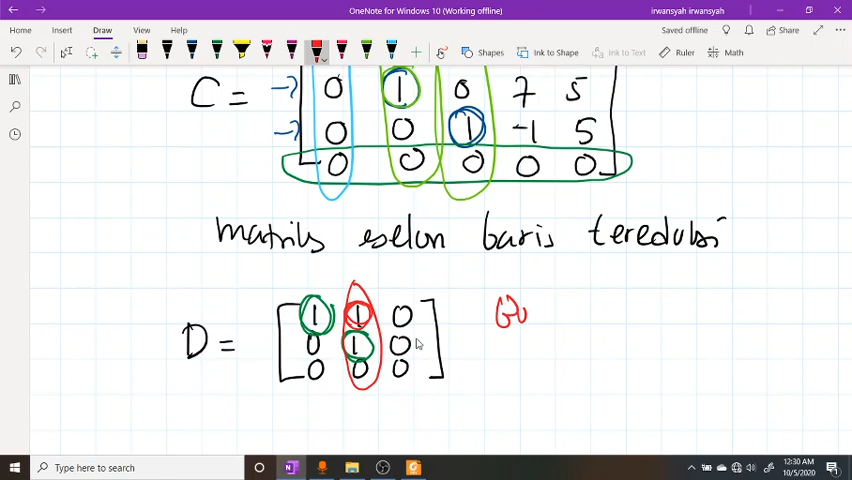 OneNote for Windows 10 (Working offline)
irwansyah irwansyah
Home Insert Draw View Help
Saved offline Share
Shapes Ink to Shape Ink to Text Ruler Math
C = → 0 1 0 7 5
→ 0 0 1 -1 5
0 0 0 0 0
matriks eselon baris tereduksi
1 1 0
D = 0 1 0
0 0 0
Type here to search
12:30 AM
10/5/2020